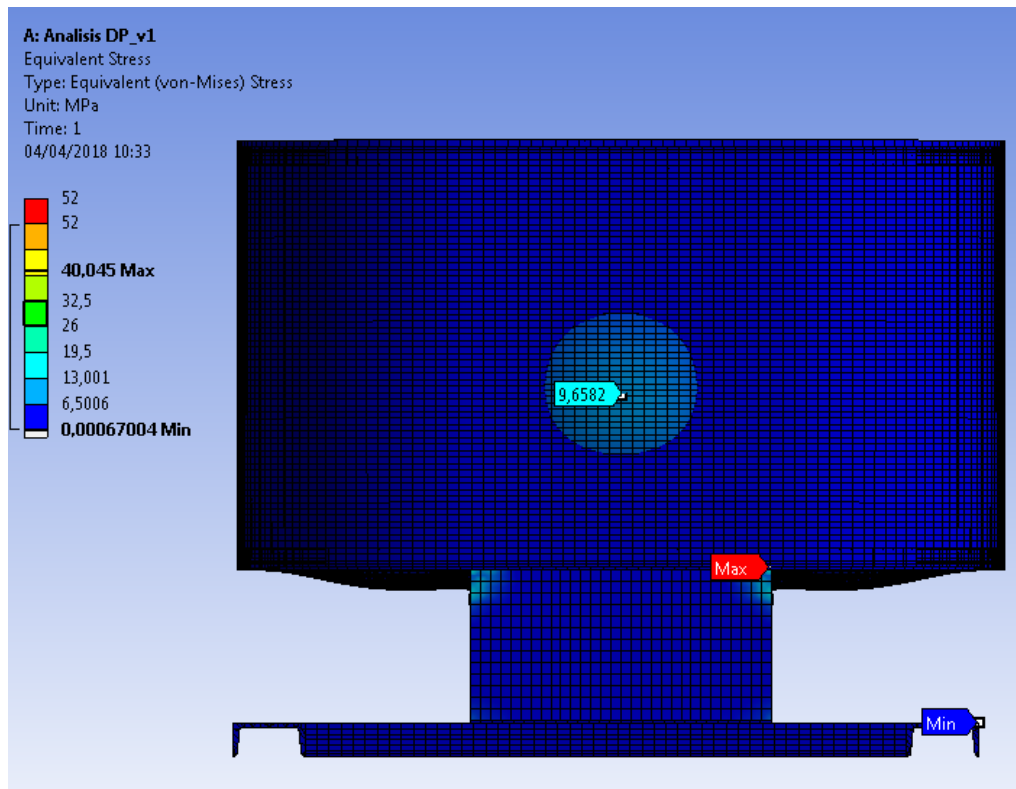 A: Analisis DP_v1
Equivalent Stress
Type: Equivalent (von-Mises) Stress
Unit: MPa
Time: 1
04/04/2018 10:33
52
52
40,045 Max
32,5
26
19,5
13,001
6,5006
0,00067004 Min
9,6582
Max
Min